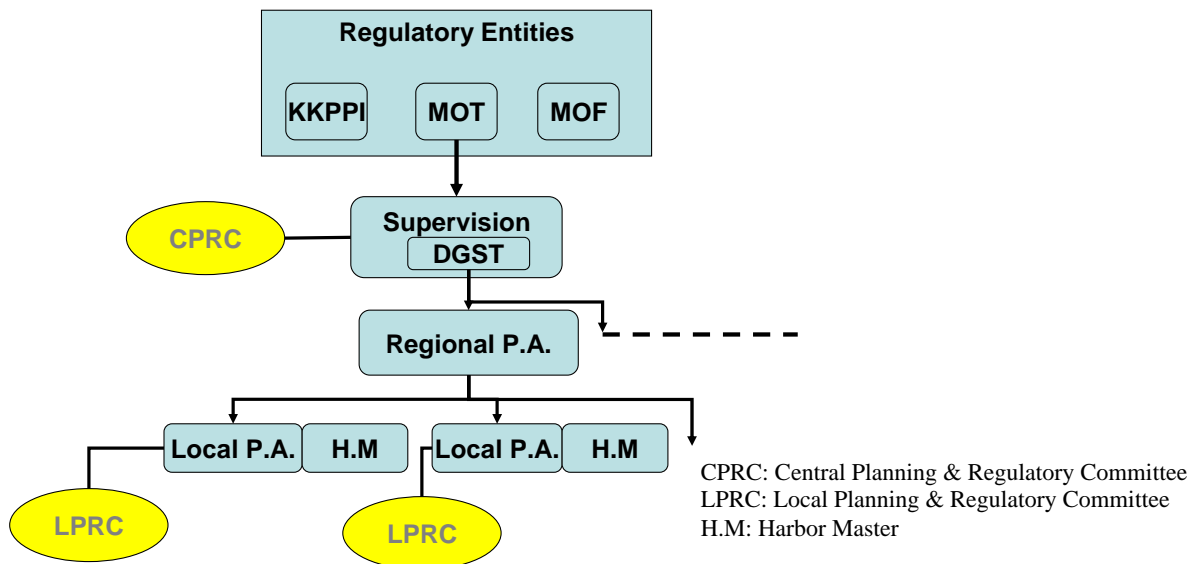 Regulatory Entities
KKPPI
MOT
MOF
Supervision
DGST
CPRC
Regional P.A.
Local P.A.
H.M
Local P.A.
H.M
LPRC
LPRC
CPRC: Central Planning & Regulatory Committee
LPRC: Local Planning & Regulatory Committee
H.M: Harbor Master